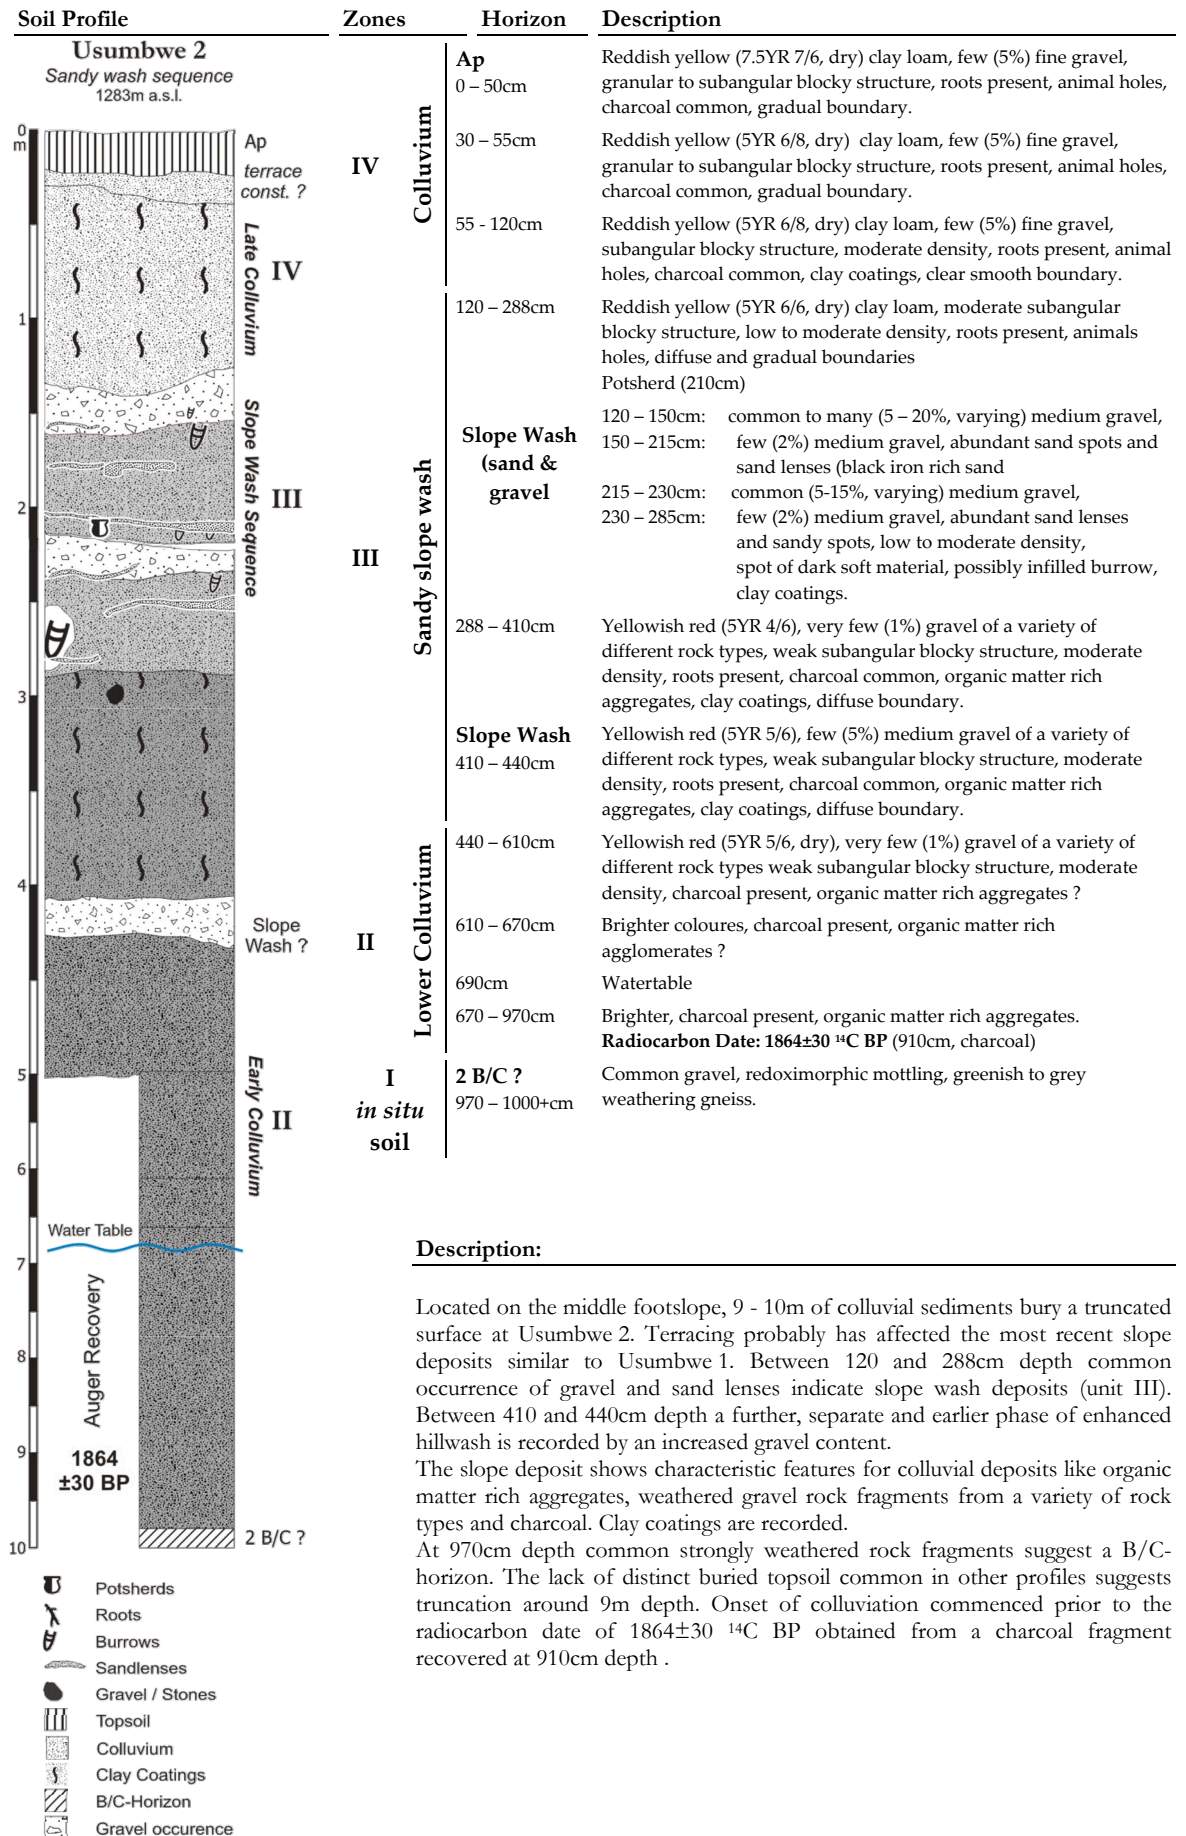 Soil Profile
Zones
Horizon
Description
Usumbwe 2
Sandy wash sequence
1283m a.s.l.
0
m
1
2
3
4
5
6
7
8
9
10
Ap
terrace
const. ?
Late Colluvium
IV
Slope Wash Sequence
III
Slope
Wash ?
Early Colluvium
II
Water Table
Auger Recovery
1864
±30 BP
2 B/C ?
Potsherds
Roots
Burrows
Sandlenses
Gravel / Stones
Topsoil
Colluvium
Clay Coatings
B/C-Horizon
Gravel occurence
IV
Colluvium
Ap
0 – 50cm
Reddish yellow (7.5YR 7/6, dry) clay loam, few (5%) fine gravel,
granular to subangular blocky structure, roots present, animal holes,
charcoal common, gradual boundary.
30 – 55cm
Reddish yellow (5YR 6/8, dry) clay loam, few (5%) fine gravel,
granular to subangular blocky structure, roots present, animal holes,
charcoal common, gradual boundary.
55 - 120cm
Reddish yellow (5YR 6/8, dry) clay loam, few (5%) fine gravel,
subangular blocky structure, moderate density, roots present, animal
holes, charcoal common, clay coatings, clear smooth boundary.
III
Sandy slope wash
120 – 288cm
Reddish yellow (5YR 6/6, dry) clay loam, moderate subangular
blocky structure, low to moderate density, roots present, animals
holes, diffuse and gradual boundaries
Potsherd (210cm)
Slope Wash
(sand &
gravel
120 – 150cm: common to many (5 – 20%, varying) medium gravel,
150 – 215cm: few (2%) medium gravel, abundant sand spots and
sand lenses (black iron rich sand
215 – 230cm: common (5-15%, varying) medium gravel,
230 – 285cm: few (2%) medium gravel, abundant sand lenses
and sandy spots, low to moderate density,
spot of dark soft material, possibly infilled burrow,
clay coatings.
288 – 410cm
Yellowish red (5YR 4/6), very few (1%) gravel of a variety of
different rock types, weak subangular blocky structure, moderate
density, roots present, charcoal common, organic matter rich
aggregates, clay coatings, diffuse boundary.
Slope Wash
410 – 440cm
Yellowish red (5YR 5/6), few (5%) medium gravel of a variety of
different rock types, weak subangular blocky structure, moderate
density, roots present, charcoal common, organic matter rich
aggregates, clay coatings, diffuse boundary.
II
Lower Colluvium
440 – 610cm
Yellowish red (5YR 5/6, dry), very few (1%) gravel of a variety of
different rock types weak subangular blocky structure, moderate
density, charcoal present, organic matter rich aggregates ?
610 – 670cm
Brighter coloures, charcoal present, organic matter rich
agglomerates ?
690cm
Watertable
670 – 970cm
Brighter, charcoal present, organic matter rich aggregates.
Radiocarbon Date: 1864±30 ¹⁴C BP (910cm, charcoal)
I
in situ
soil
2 B/C ?
970 – 1000+cm
Common gravel, redoximorphic mottling, greenish to grey
weathering gneiss.
Description:
Located on the middle footslope, 9 - 10m of colluvial sediments bury a truncated
surface at Usumbwe 2. Terracing probably has affected the most recent slope
deposits similar to Usumbwe 1. Between 120 and 288cm depth common
occurrence of gravel and sand lenses indicate slope wash deposits (unit III).
Between 410 and 440cm depth a further, separate and earlier phase of enhanced
hillwash is recorded by an increased gravel content.
The slope deposit shows characteristic features for colluvial deposits like organic
matter rich aggregates, weathered gravel rock fragments from a variety of rock
types and charcoal. Clay coatings are recorded.
At 970cm depth common strongly weathered rock fragments suggest a B/C-
horizon. The lack of distinct buried topsoil common in other profiles suggests
truncation around 9m depth. Onset of colluviation commenced prior to the
radiocarbon date of 1864±30 ¹⁴C BP obtained from a charcoal fragment
recovered at 910cm depth .